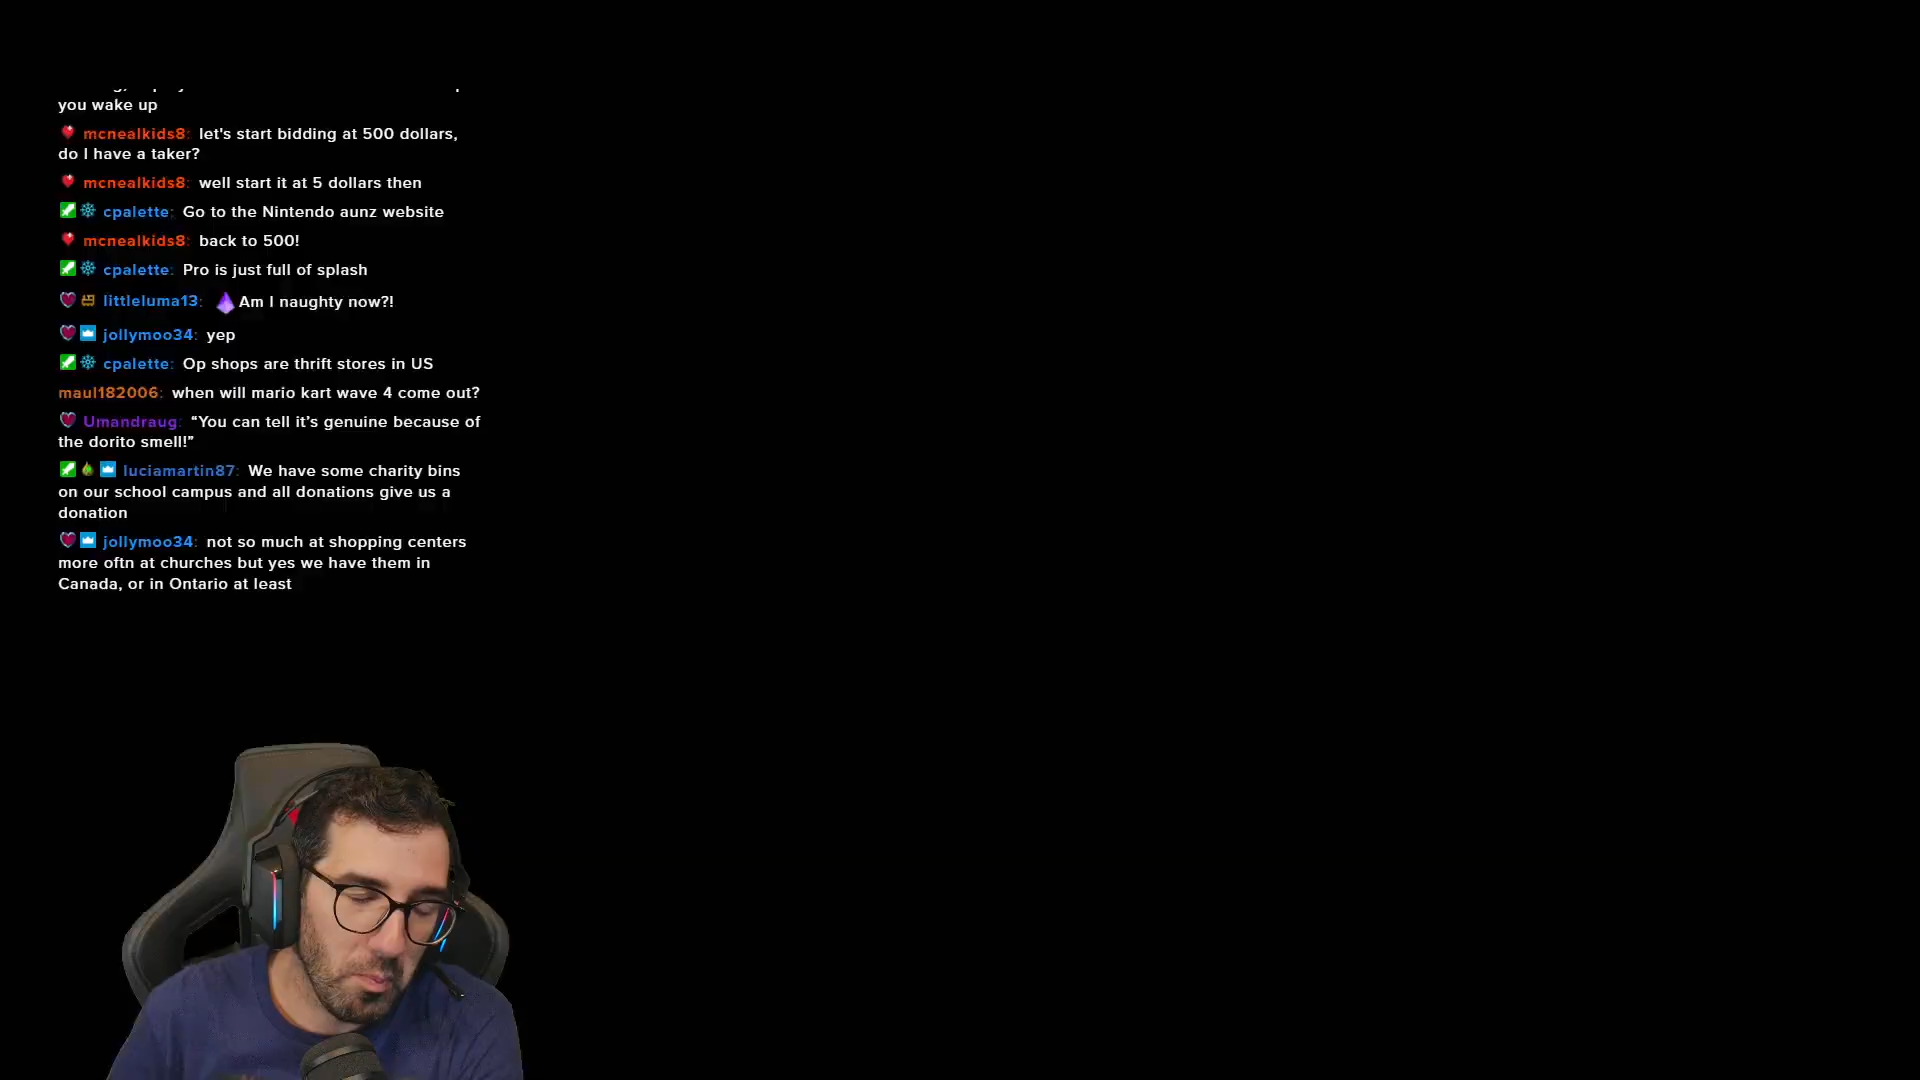 you wake up
mcnealkids8: let's start bidding at 500 dollars,
do I have a taker?
mcnealkids8: well start it at 5 dollars then
cpalette: Go to the Nintendo aunz website
mcnealkids8: back to 500!
cpalette: Pro is just full of splash
littleluma13: Am I naughty now?!
jollymoo34: yep
cpalette: Op shops are thrift stores in US
maul182006: when will mario kart wave 4 come out?
Umandraug: “You can tell it’s genuine because of
the dorito smell!”
luciamartin87: We have some charity bins
on our school campus and all donations give us a
donation
jollymoo34: not so much at shopping centers
more oftn at churches but yes we have them in
Canada, or in Ontario at least